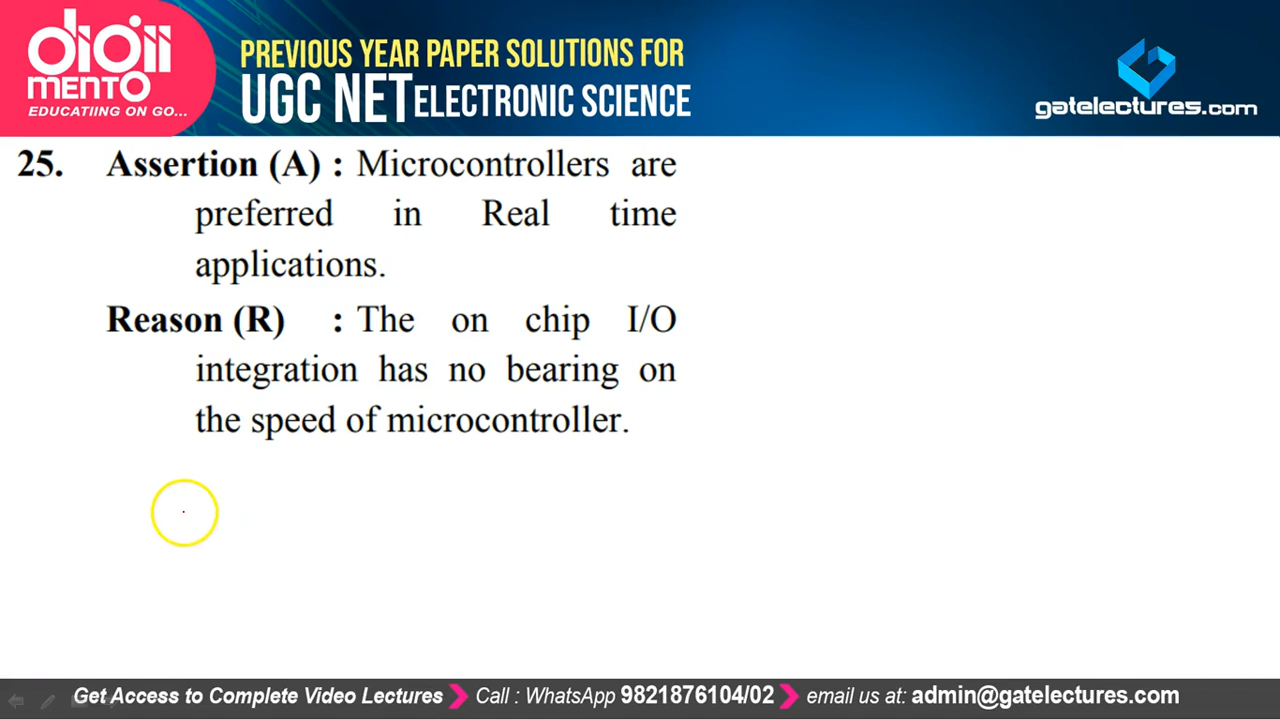 digii
MENTO
EDUCATIING ON GO...
PREVIOUS YEAR PAPER SOLUTIONS FOR
UGC NET ELECTRONIC SCIENCE
gatelectures.com
25. Assertion (A) : Microcontrollers are
preferred in Real time
applications.
Reason (R) : The on chip I/O
integration has no bearing on
the speed of microcontroller.
Get Access to Complete Video Lectures Call : WhatsApp 9821876104/02 email us at: admin@gatelectures.com